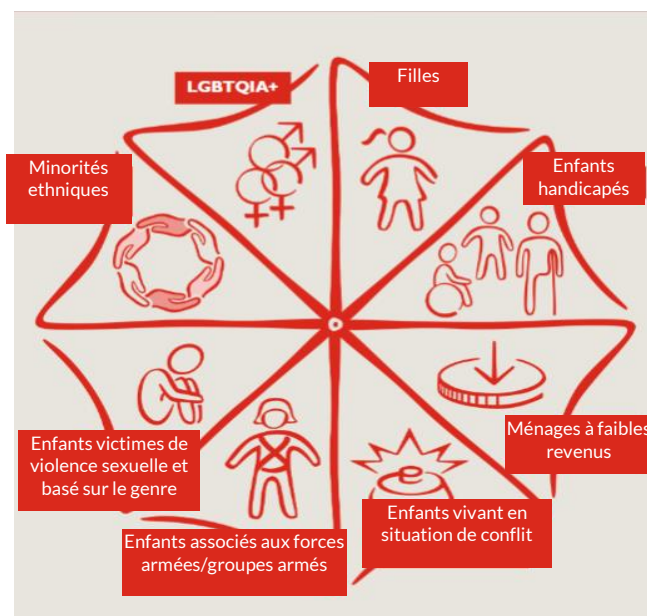 LGBTQIA+
Filles
Minorités
ethniques
Enfants
handicapés
Ménages à faibles
revenus
Enfants victimes de
violence sexuelle et
basé sur le genre
Enfants vivant en
situation de conflit
Enfants associés aux forces
armées/groupes armés